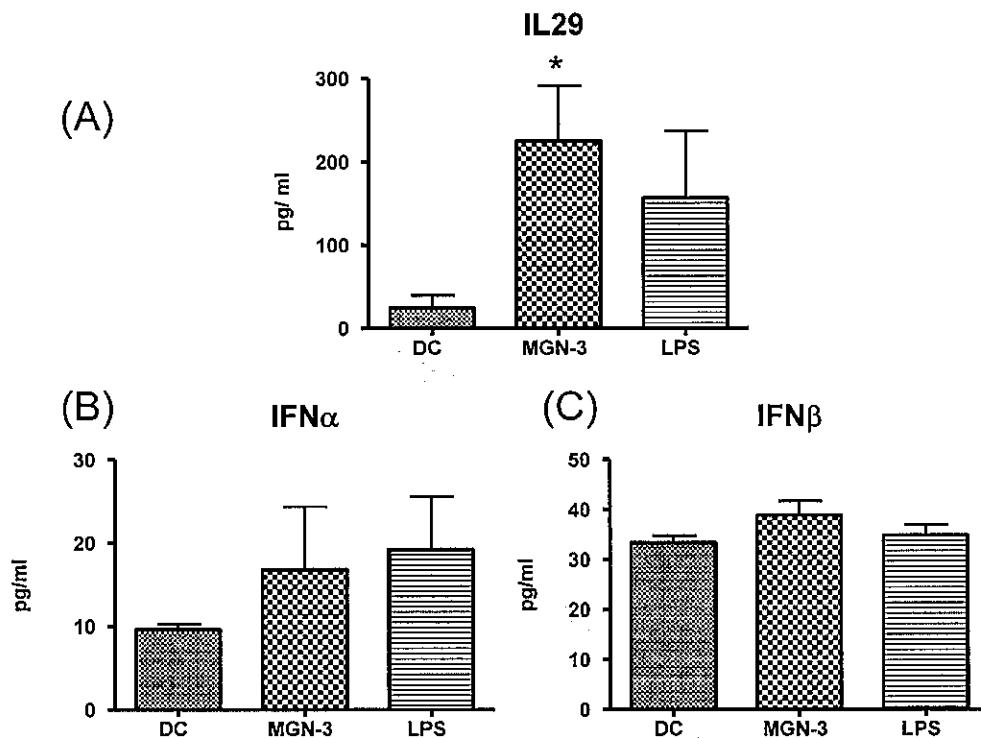 IL29
(A)
*
300
200
100
0
pg/ ml
DC MGN-3 LPS
(B)
IFNα
30
20
10
0
pg/ml
DC MGN-3 LPS
(C)
IFNβ
50
40
30
20
10
0
pg/ml
DC MGN-3 LPS